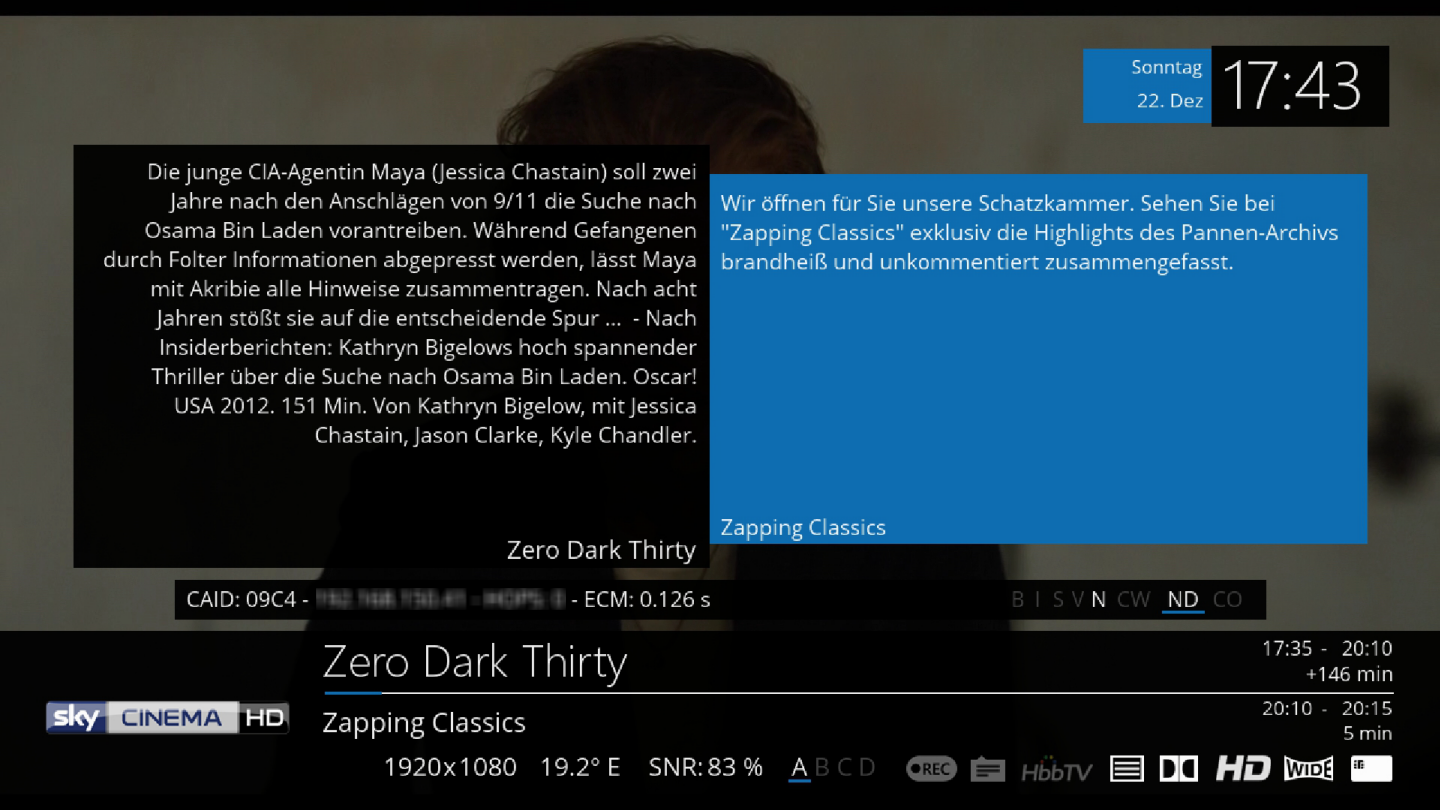 Sonntag
22. Dez
17:43
Die junge CIA-Agentin Maya (Jessica Chastain) soll zwei
Jahre nach den Anschlägen von 9/11 die Suche nach
Osama Bin Laden vorantreiben. Während Gefangenen
durch Folter Informationen abgepresst werden, lässt Maya
mit Akribie alle Hinweise zusammentragen. Nach acht
Jahren stößt sie auf die entscheidende Spur ... - Nach
Insiderberichten: Kathryn Bigelows hoch spannender
Thriller über die Suche nach Osama Bin Laden. Oscar!
USA 2012. 151 Min. Von Kathryn Bigelow, mit Jessica
Chastain, Jason Clarke, Kyle Chandler.
Zero Dark Thirty
Wir öffnen für Sie unsere Schatzkammer. Sehen Sie bei
"Zapping Classics" exklusiv die Highlights des Pannen-Archivs
brandheiß und unkommentiert zusammengefasst.
Zapping Classics
CAID: 09C4 - - ECM: 0.126 s
B I S V N CW ND CO
Zero Dark Thirty
17:35 - 20:10
+146 min
sky CINEMA HD
Zapping Classics
20:10 - 20:15
5 min
1920x1080 19.2° E SNR: 83 % A B C D REC HbbTV HD WIDE